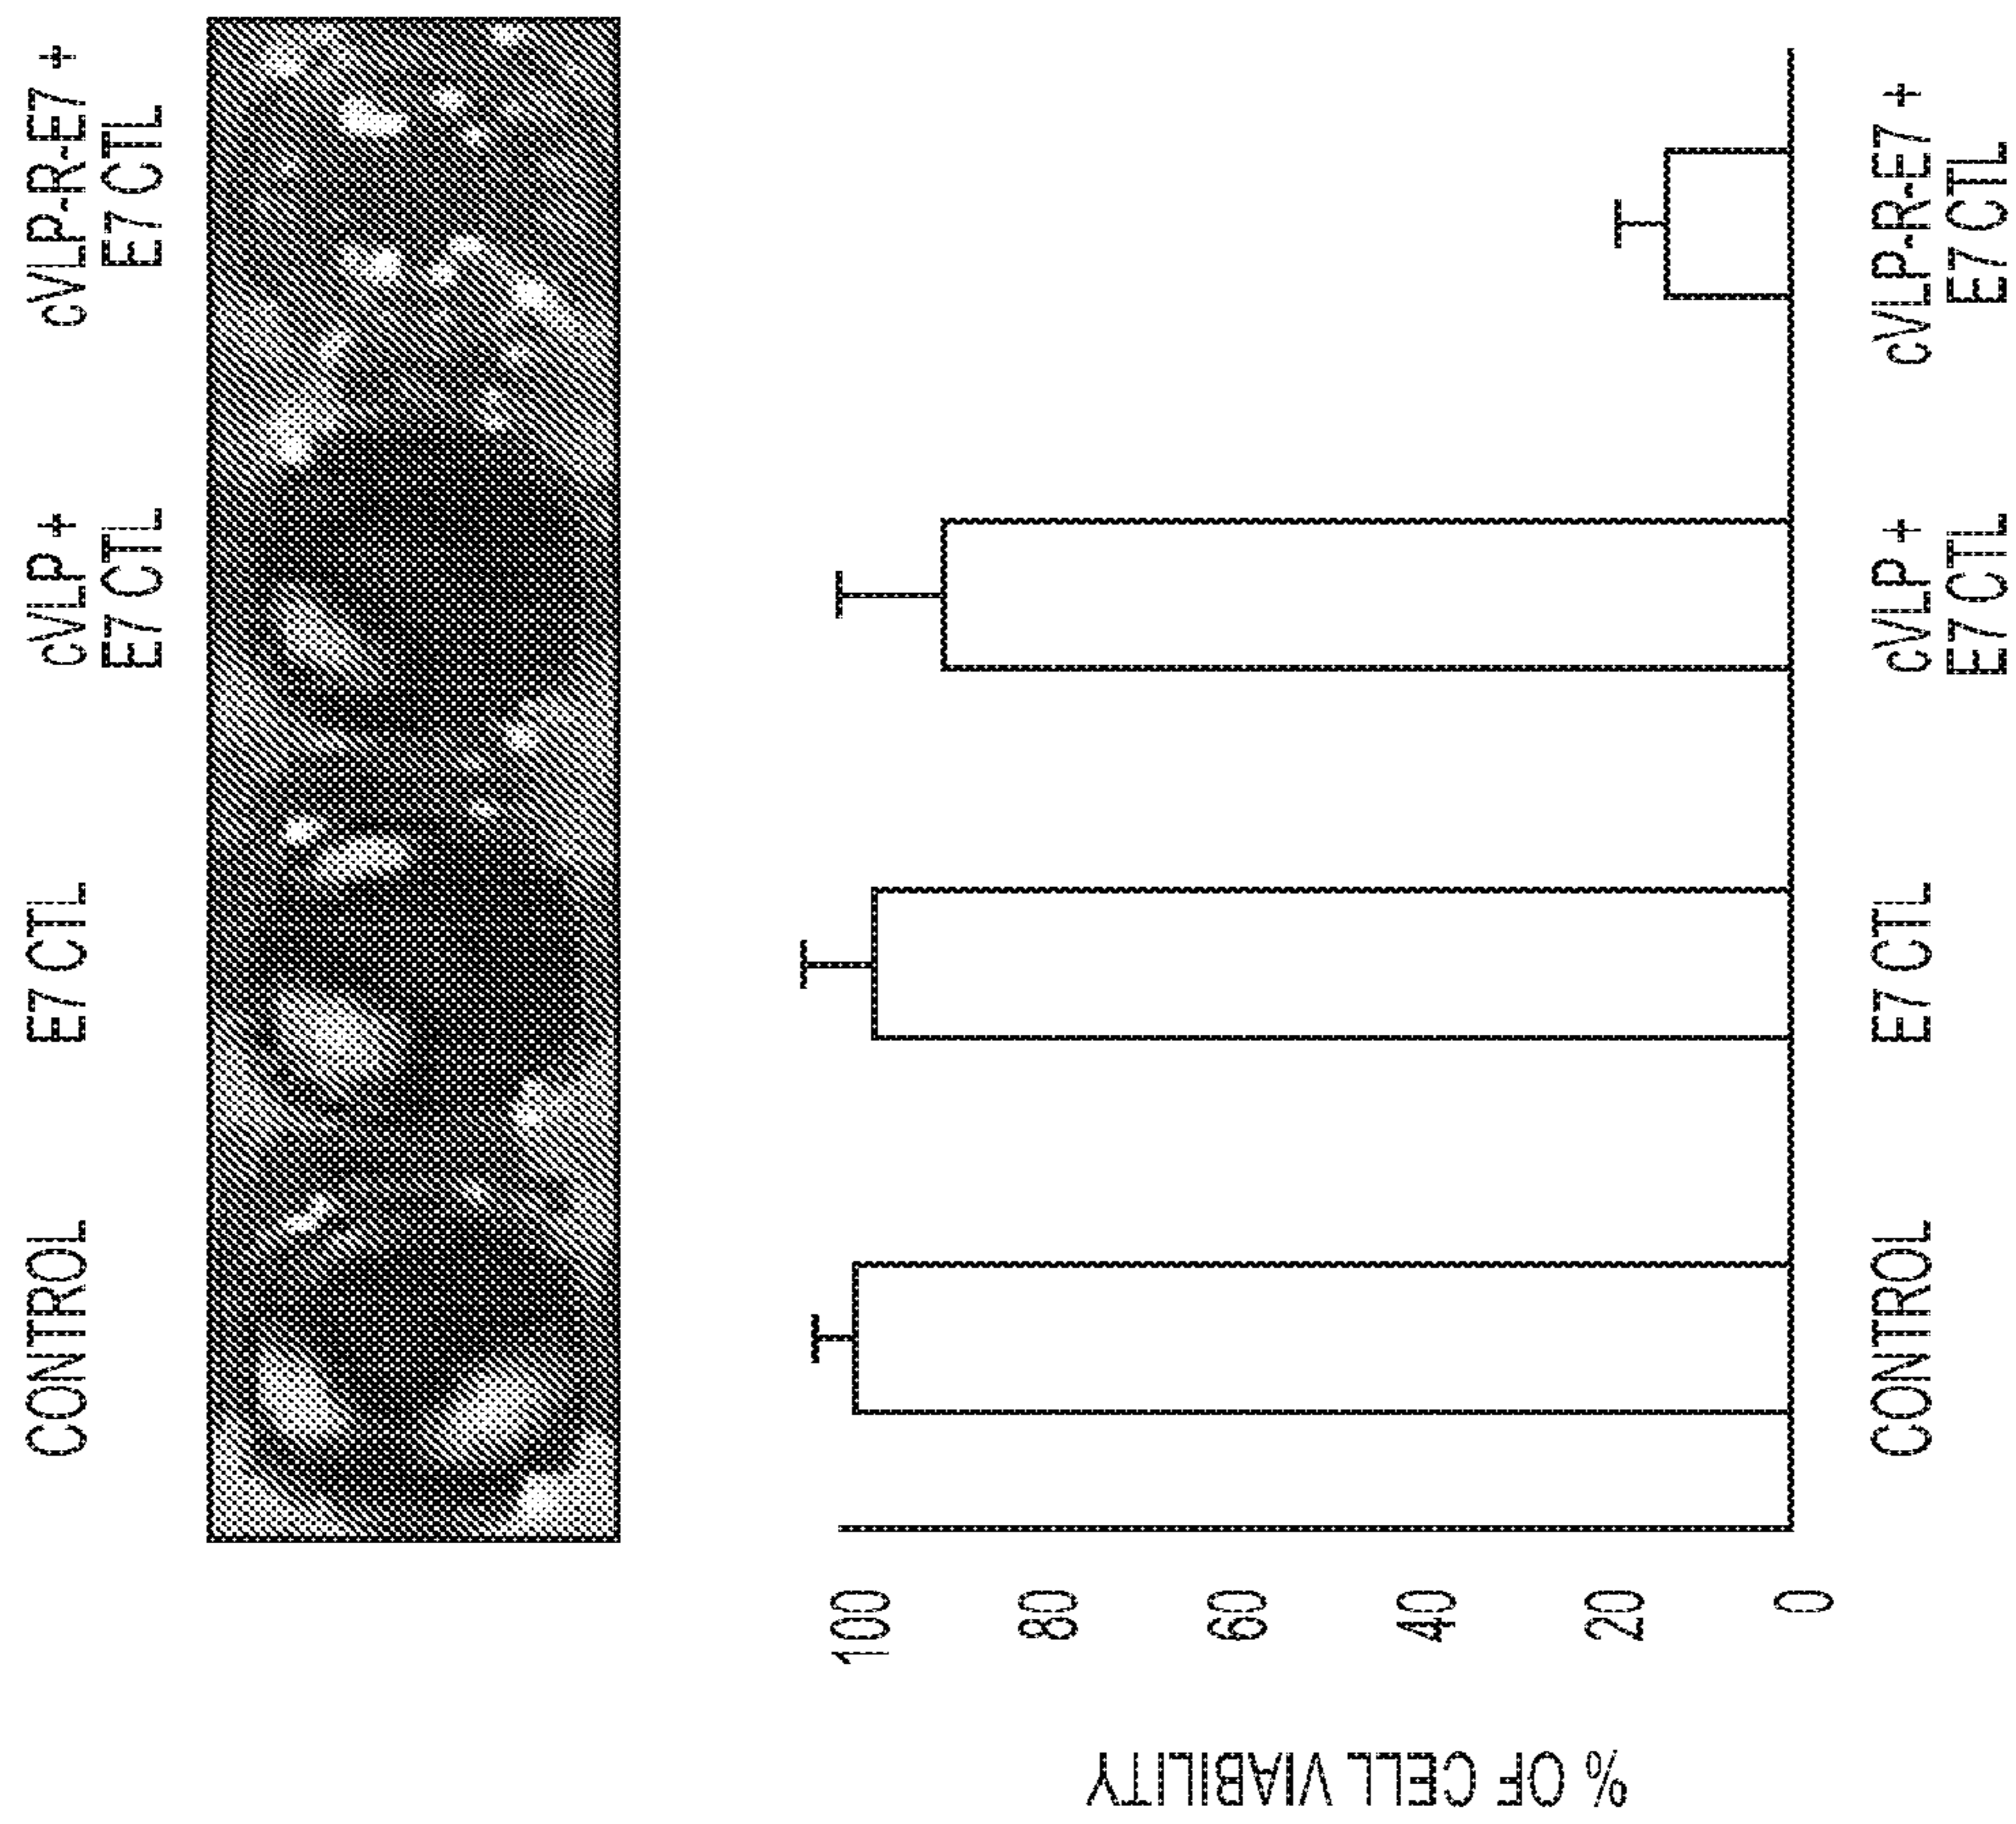 CONTROL
E7 CTL
cVLP +
E7 CTL
cVLP-R-E7 +
E7 CTL
% OF CELL VIABILITY
100
80
60
40
20
0
CONTROL
E7 CTL
cVLP +
E7 CTL
cVLP-R-E7 +
E7 CTL